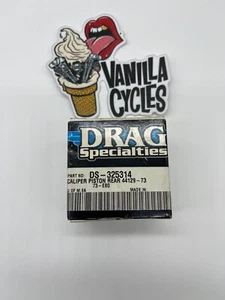 VANILLA
CYCLES
DRAG
Specialties
PART NO. DS-325314
CALIPER PISTON REAR 44129-73
73-E80
MADE IN